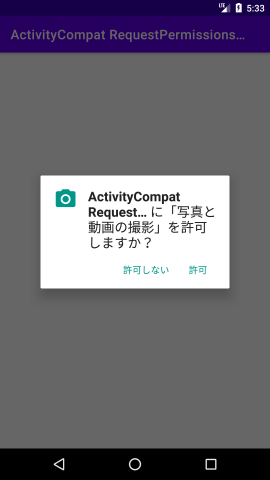 5:33
ActivityCompat RequestPermissions...
ActivityCompat
Request... に「写真と
動画の撮影」を許可
しますか？
許可しない 許可